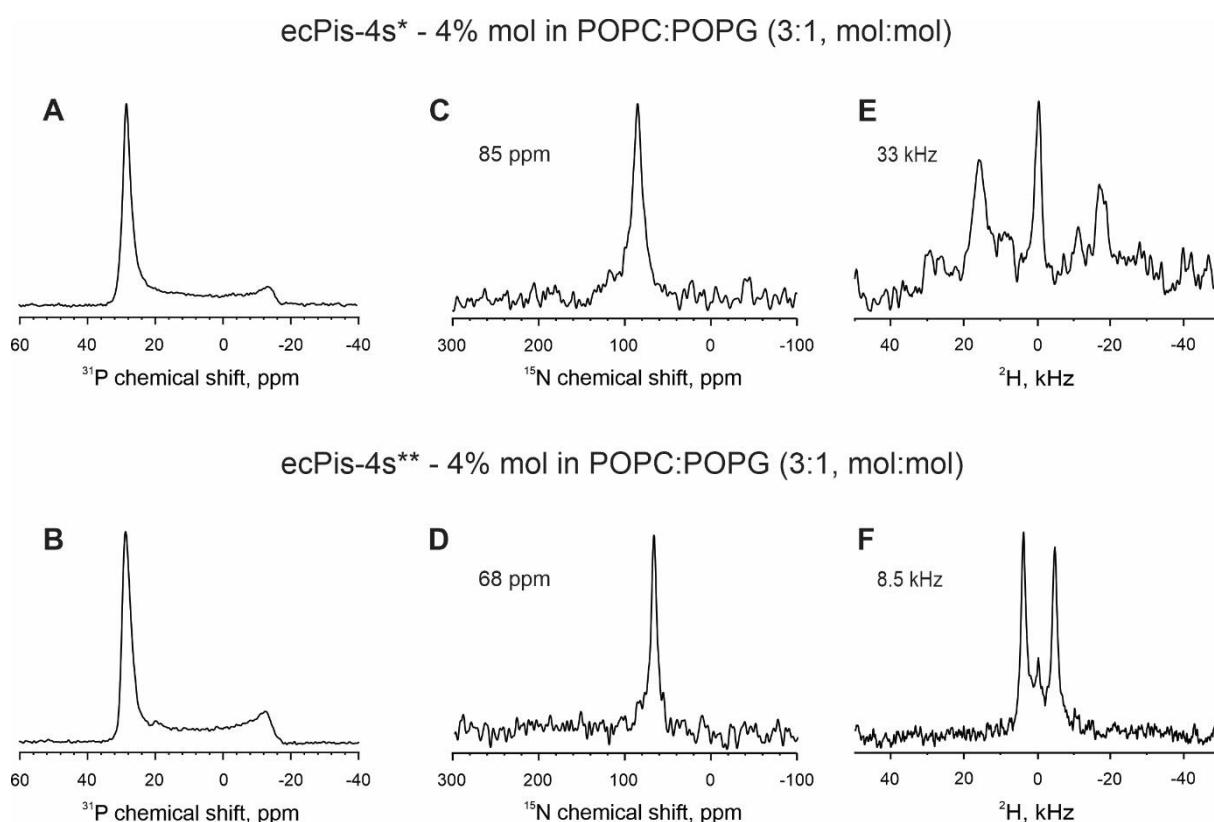 ecPis-4s* - 4% mol in POPC:POPG (3:1, mol:mol)
A
C
E
85 ppm
33 kHz
60 40 20 0 -20 -40
300 200 100 0 -100
40 20 0 -20 -40
³¹P chemical shift, ppm
¹⁵N chemical shift, ppm
²H, kHz
ecPis-4s** - 4% mol in POPC:POPG (3:1, mol:mol)
B
D
F
68 ppm
8.5 kHz
60 40 20 0 -20 -40
300 200 100 0 -100
40 20 0 -20 -40
³¹P chemical shift, ppm
¹⁵N chemical shift, ppm
²H, kHz